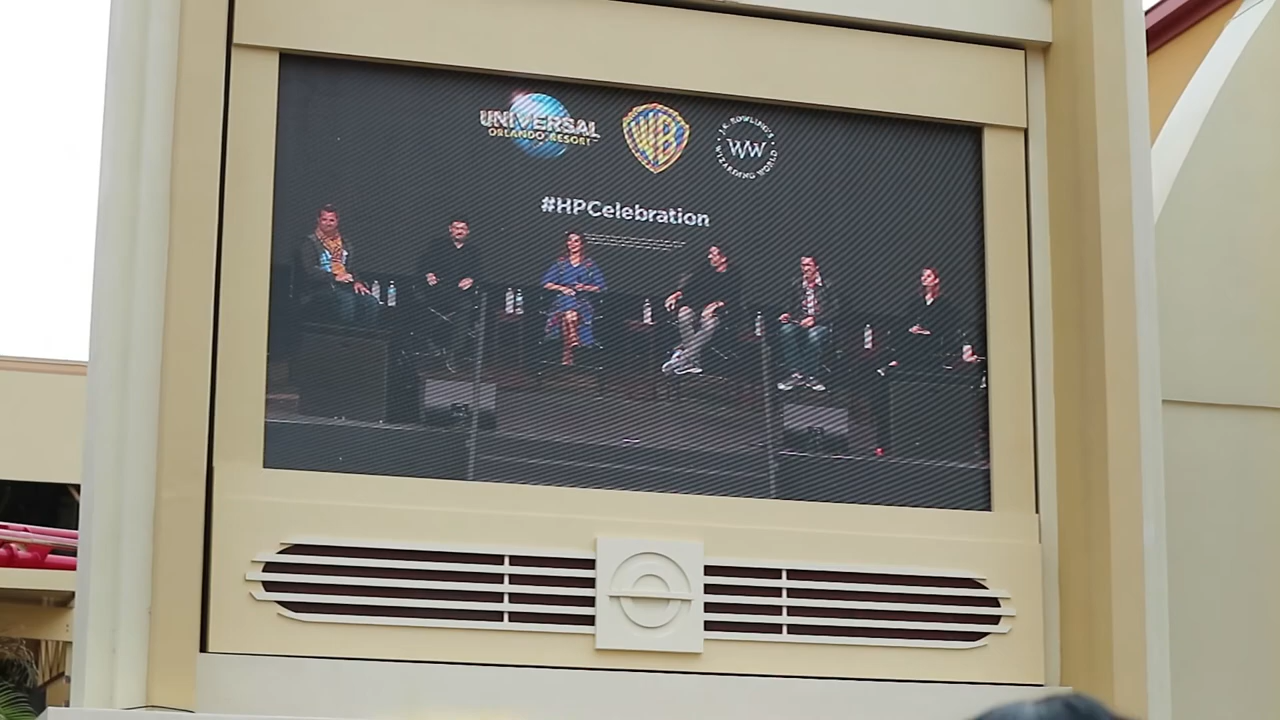 UNIVERSAL
ORLANDO RESORT
WB
J.K. ROWLING'S
WW
WIZARDING WORLD
#HPCelebration